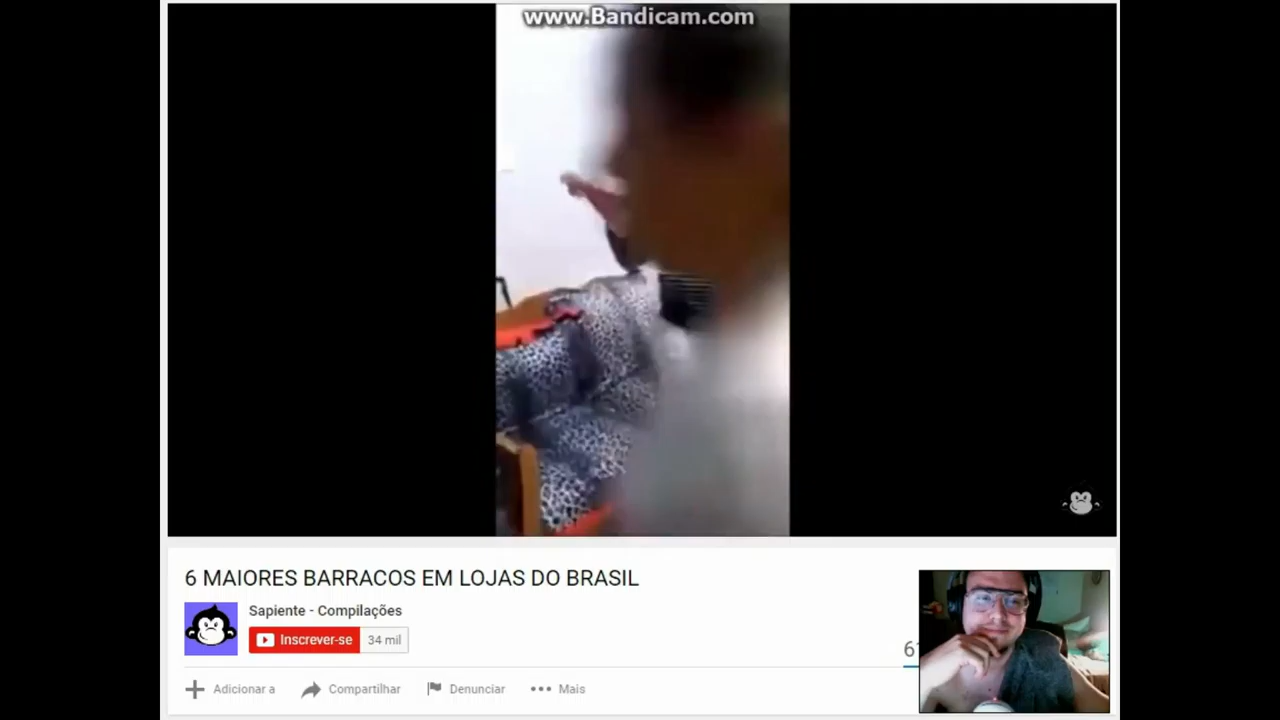 www.Bandicam.com
6 MAIORES BARRACOS EM LOJAS DO BRASIL
Sapiente - Compilações
Inscrever-se 34 mil
Adicionar a Compartilhar Denunciar Mais